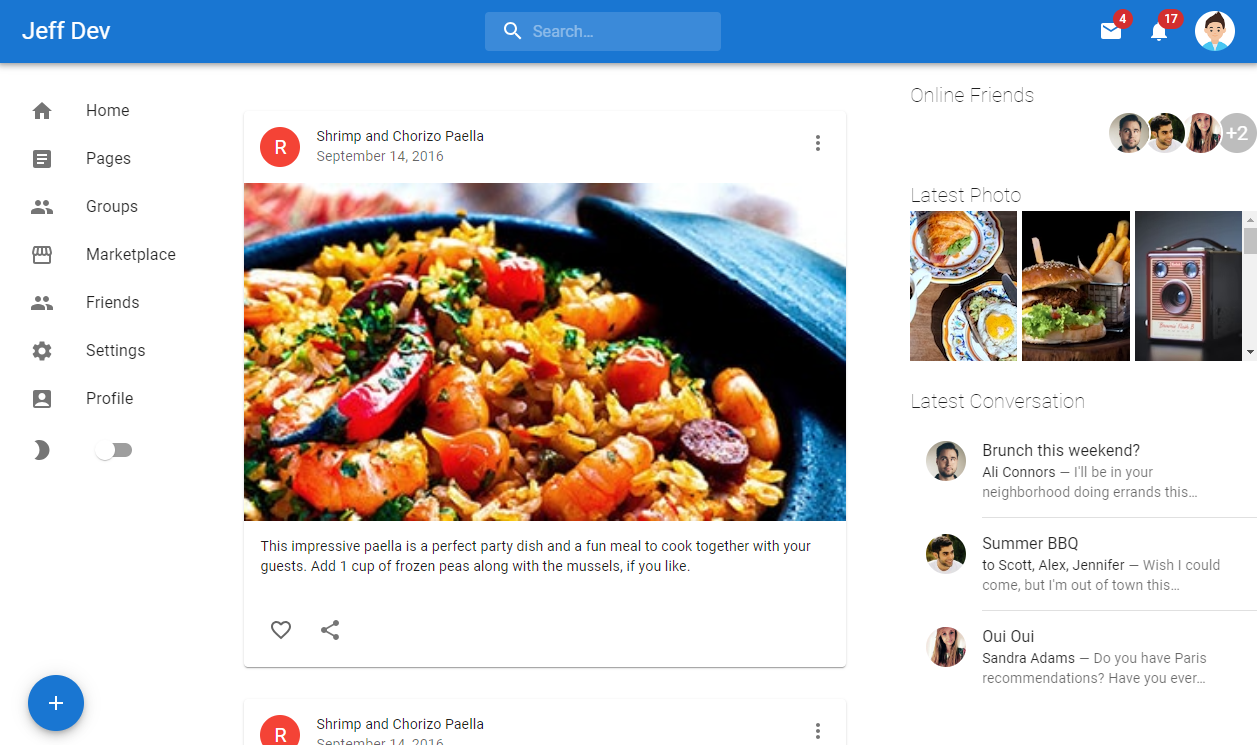 Jeff Dev
Search...
4
17
Home
Pages
Groups
Marketplace
Friends
Settings
Profile
R
Shrimp and Chorizo Paella
September 14, 2016
This impressive paella is a perfect party dish and a fun meal to cook together with your
guests. Add 1 cup of frozen peas along with the mussels, if you like.
R
Shrimp and Chorizo Paella
September 14, 2016
Online Friends
+2
Latest Photo
Latest Conversation
Brunch this weekend?
Ali Connors — I'll be in your
neighborhood doing errands this…
Summer BBQ
to Scott, Alex, Jennifer — Wish I could
come, but I'm out of town this…
Oui Oui
Sandra Adams — Do you have Paris
recommendations? Have you ever…